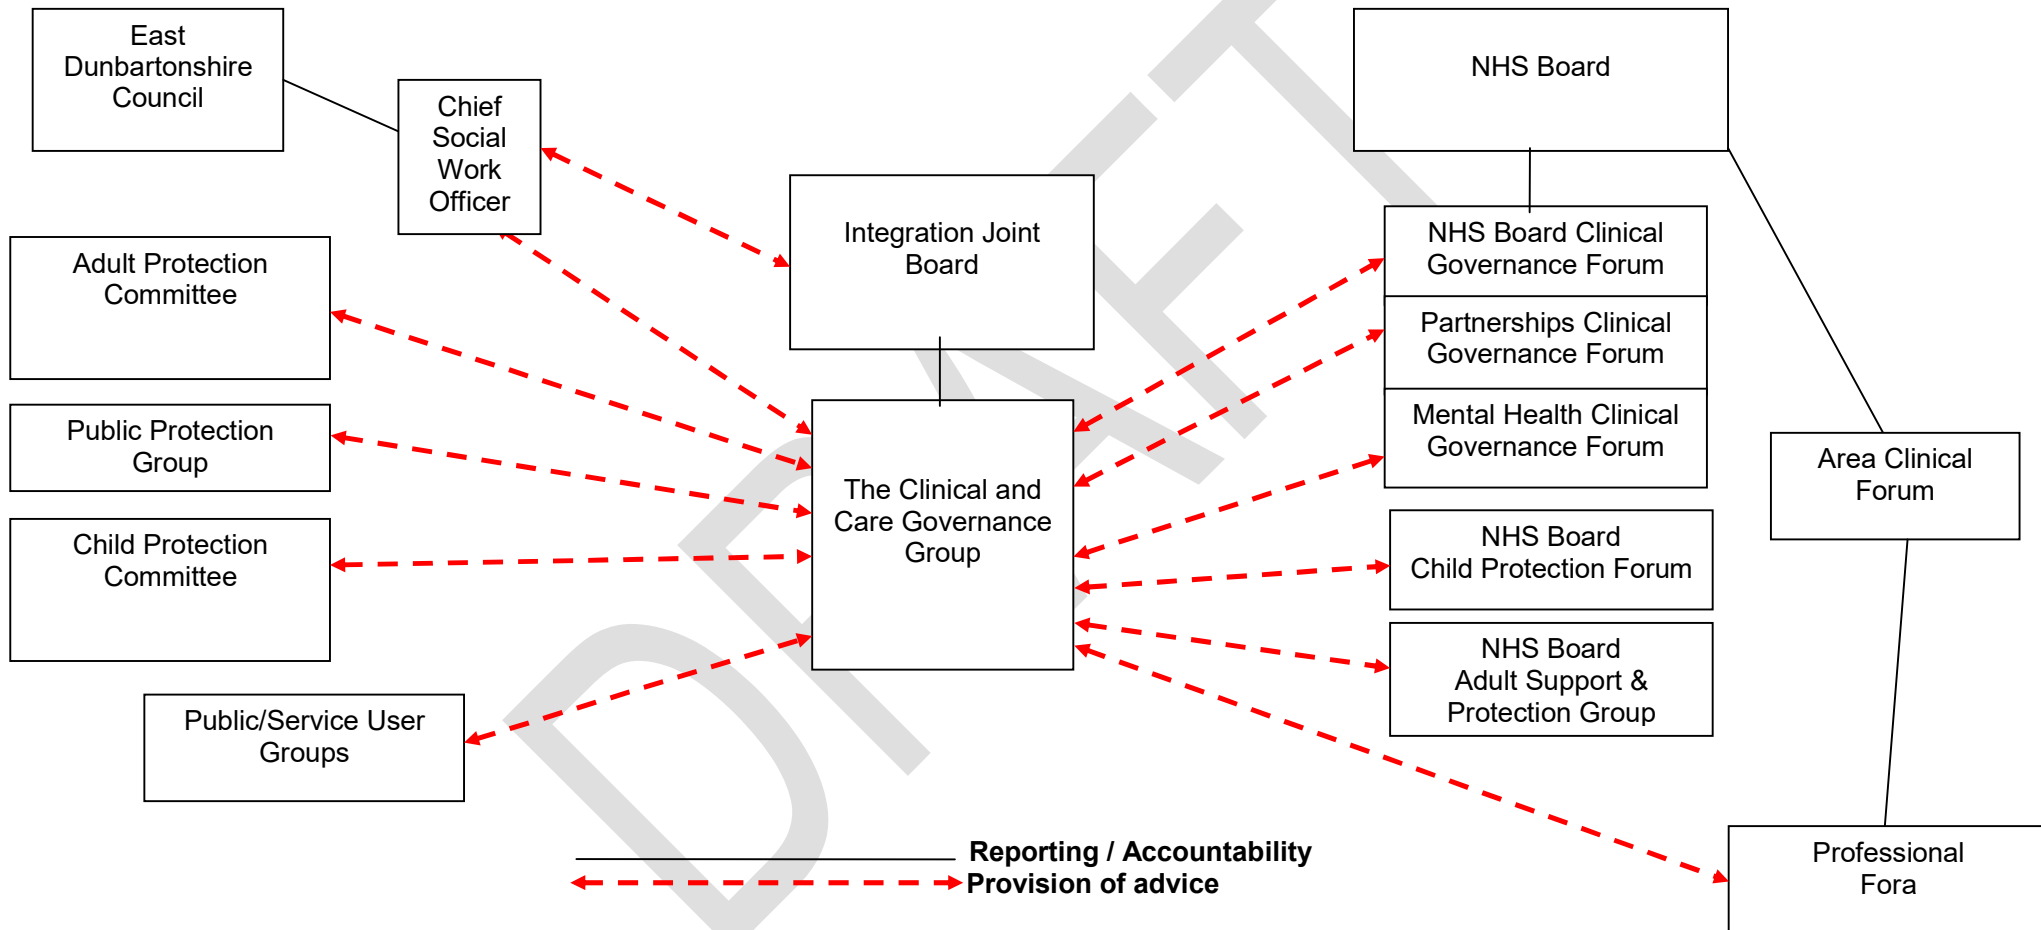 East
Dunbartonshire
Council
Chief
Social
Work
Officer
NHS Board
Integration Joint
Board
Adult Protection
Committee
Public Protection
Group
Child Protection
Committee
Public/Service User
Groups
The Clinical and
Care Governance
Group
NHS Board Clinical
Governance Forum
Partnerships Clinical
Governance Forum
Mental Health Clinical
Governance Forum
NHS Board
Child Protection Forum
NHS Board
Adult Support &
Protection Group
Area Clinical
Forum
Professional
Fora
Reporting / Accountability
Provision of advice
DRAFT